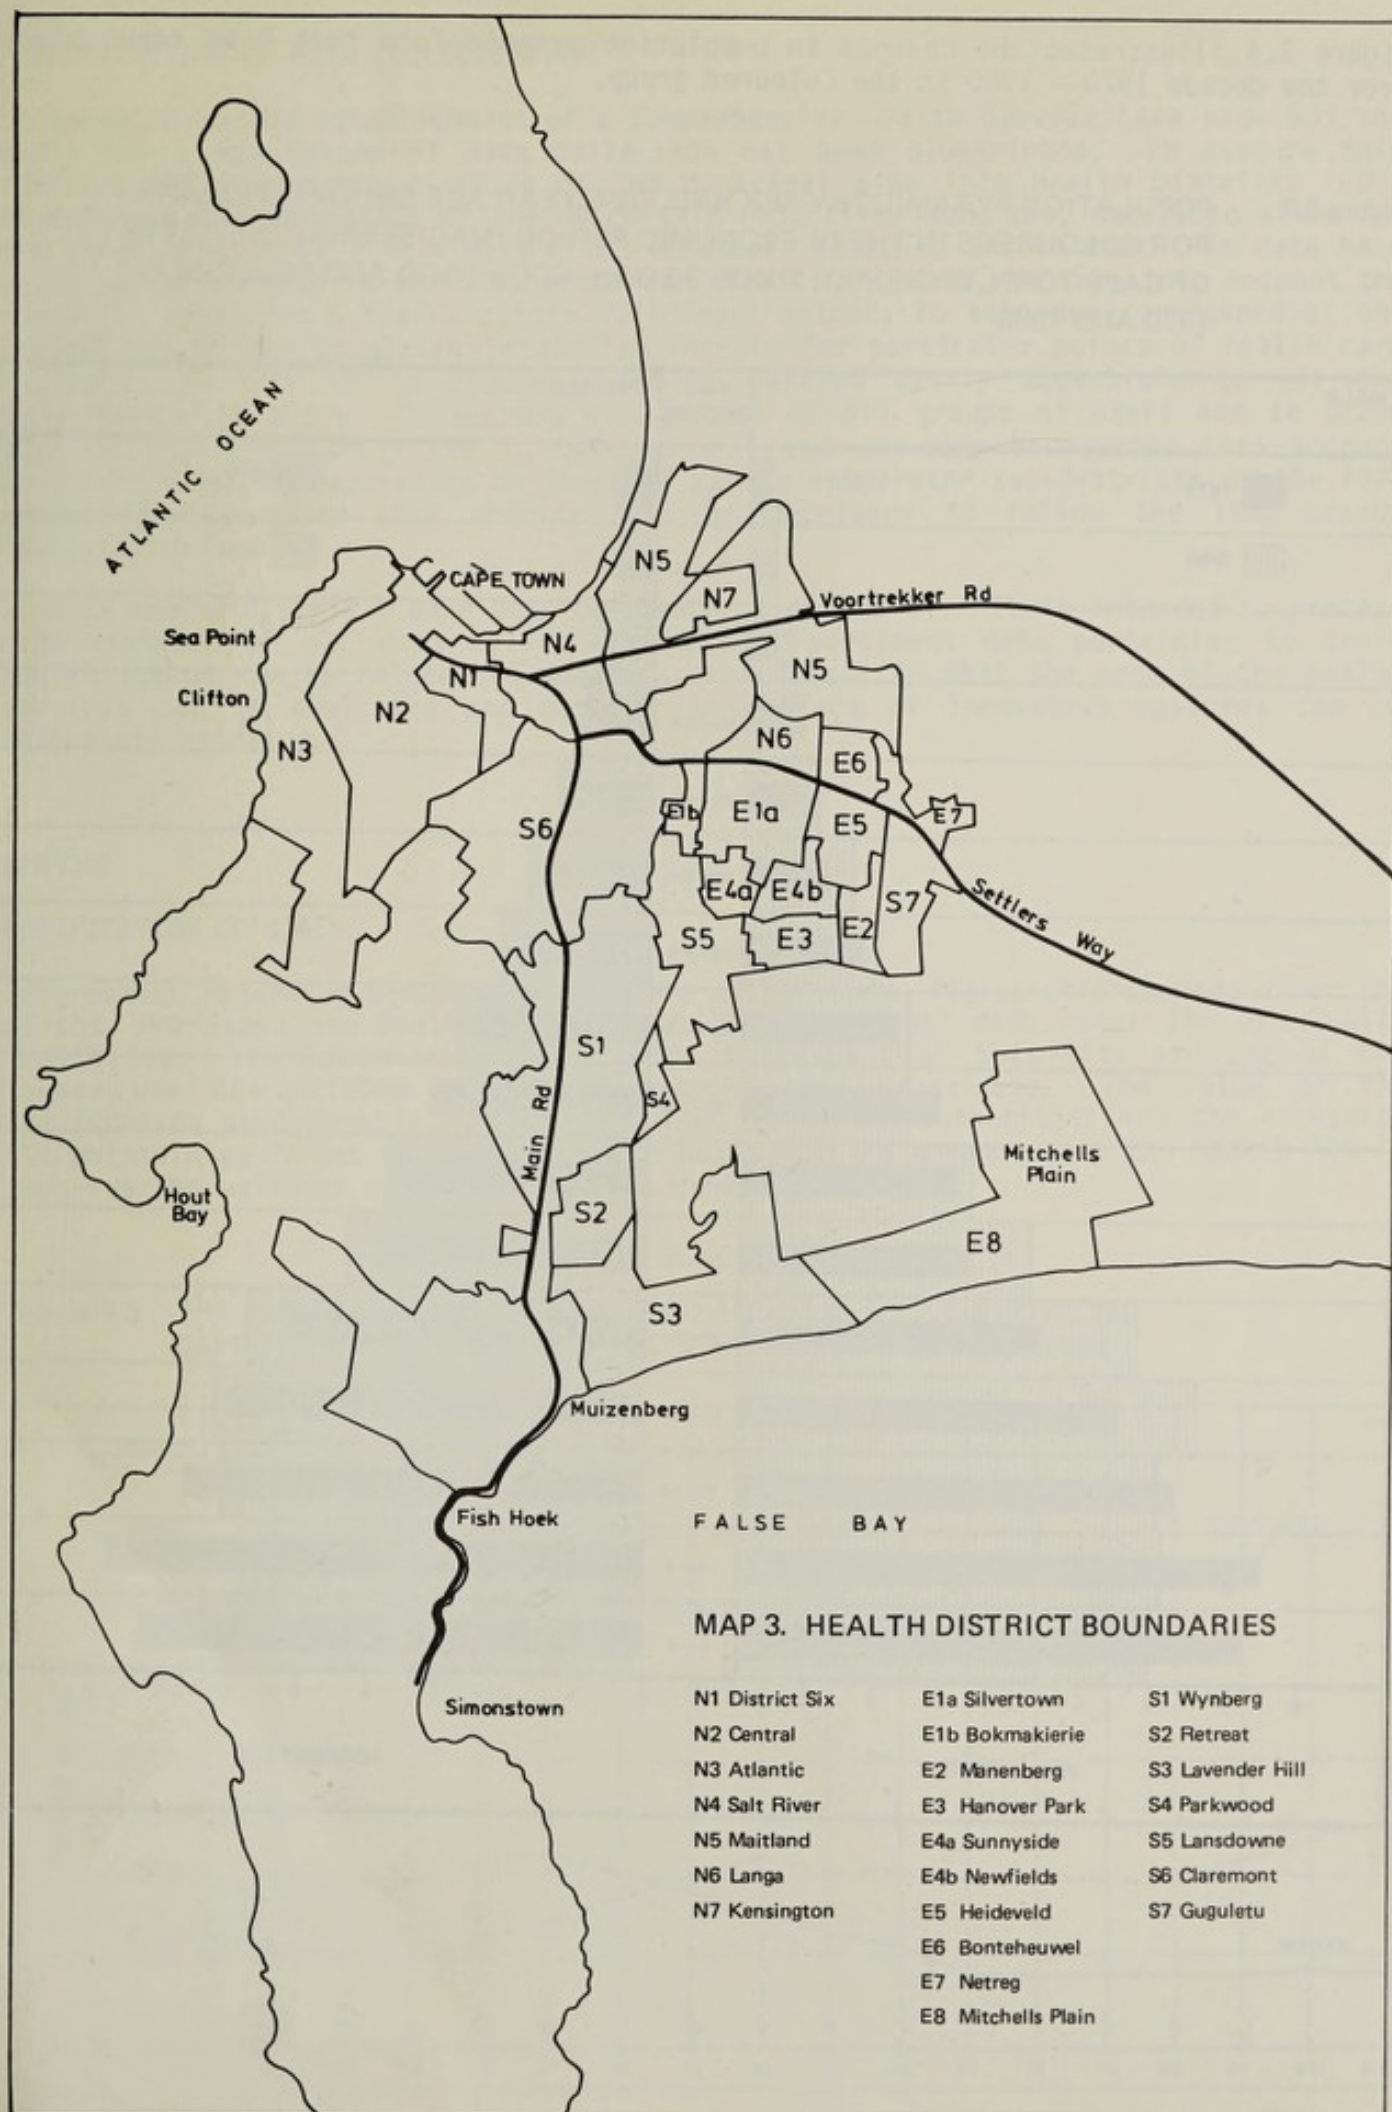 ATLANTIC OCEAN
CAPE TOWN
Sea Point
Clifton
N5
N7
Voortrekker Rd
N4
N1
N2
N3
N5
N6
E6
E1b
E1a
E5
E7
S6
E4a
E4b
S7
Settlers Way
S5
E3
E2
S1
S4
Main Rd
Mitchells
Plain
Hout
Bay
S2
E8
S3
Muizenberg
Fish Hoek
FALSE BAY
Simonstown
MAP 3. HEALTH DISTRICT BOUNDARIES
N1 District Six
N2 Central
N3 Atlantic
N4 Salt River
N5 Maitland
N6 Langa
N7 Kensington
E1a Silvertown
E1b Bokmakierie
E2 Manenberg
E3 Hanover Park
E4a Sunnyside
E4b Newfields
E5 Heideveld
E6 Bonteheuwel
E7 Netreg
E8 Mitchells Plain
S1 Wynberg
S2 Retreat
S3 Lavender Hill
S4 Parkwood
S5 Lansdowne
S6 Claremont
S7 Guguletu